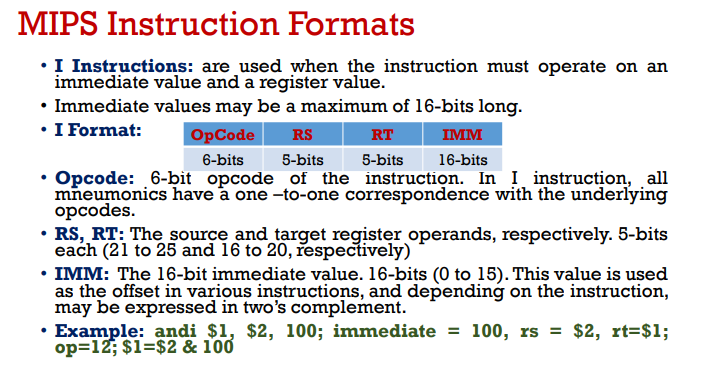 MIPS Instruction Formats
• I Instructions: are used when the instruction must operate on an
immediate value and a register value.
• Immediate values may be a maximum of 16-bits long.
• I Format:
OpCode RS RT IMM
6-bits 5-bits 5-bits 16-bits
• Opcode: 6-bit opcode of the instruction. In I instruction, all
mneumonics have a one –to-one correspondence with the underlying
opcodes.
• RS, RT: The source and target register operands, respectively. 5-bits
each (21 to 25 and 16 to 20, respectively)
• IMM: The 16-bit immediate value. 16-bits (0 to 15). This value is used
as the offset in various instructions, and depending on the instruction,
may be expressed in two’s complement.
• Example: andi $1, $2, 100; immediate = 100, rs = $2, rt=$1;
op=12; $1=$2 & 100